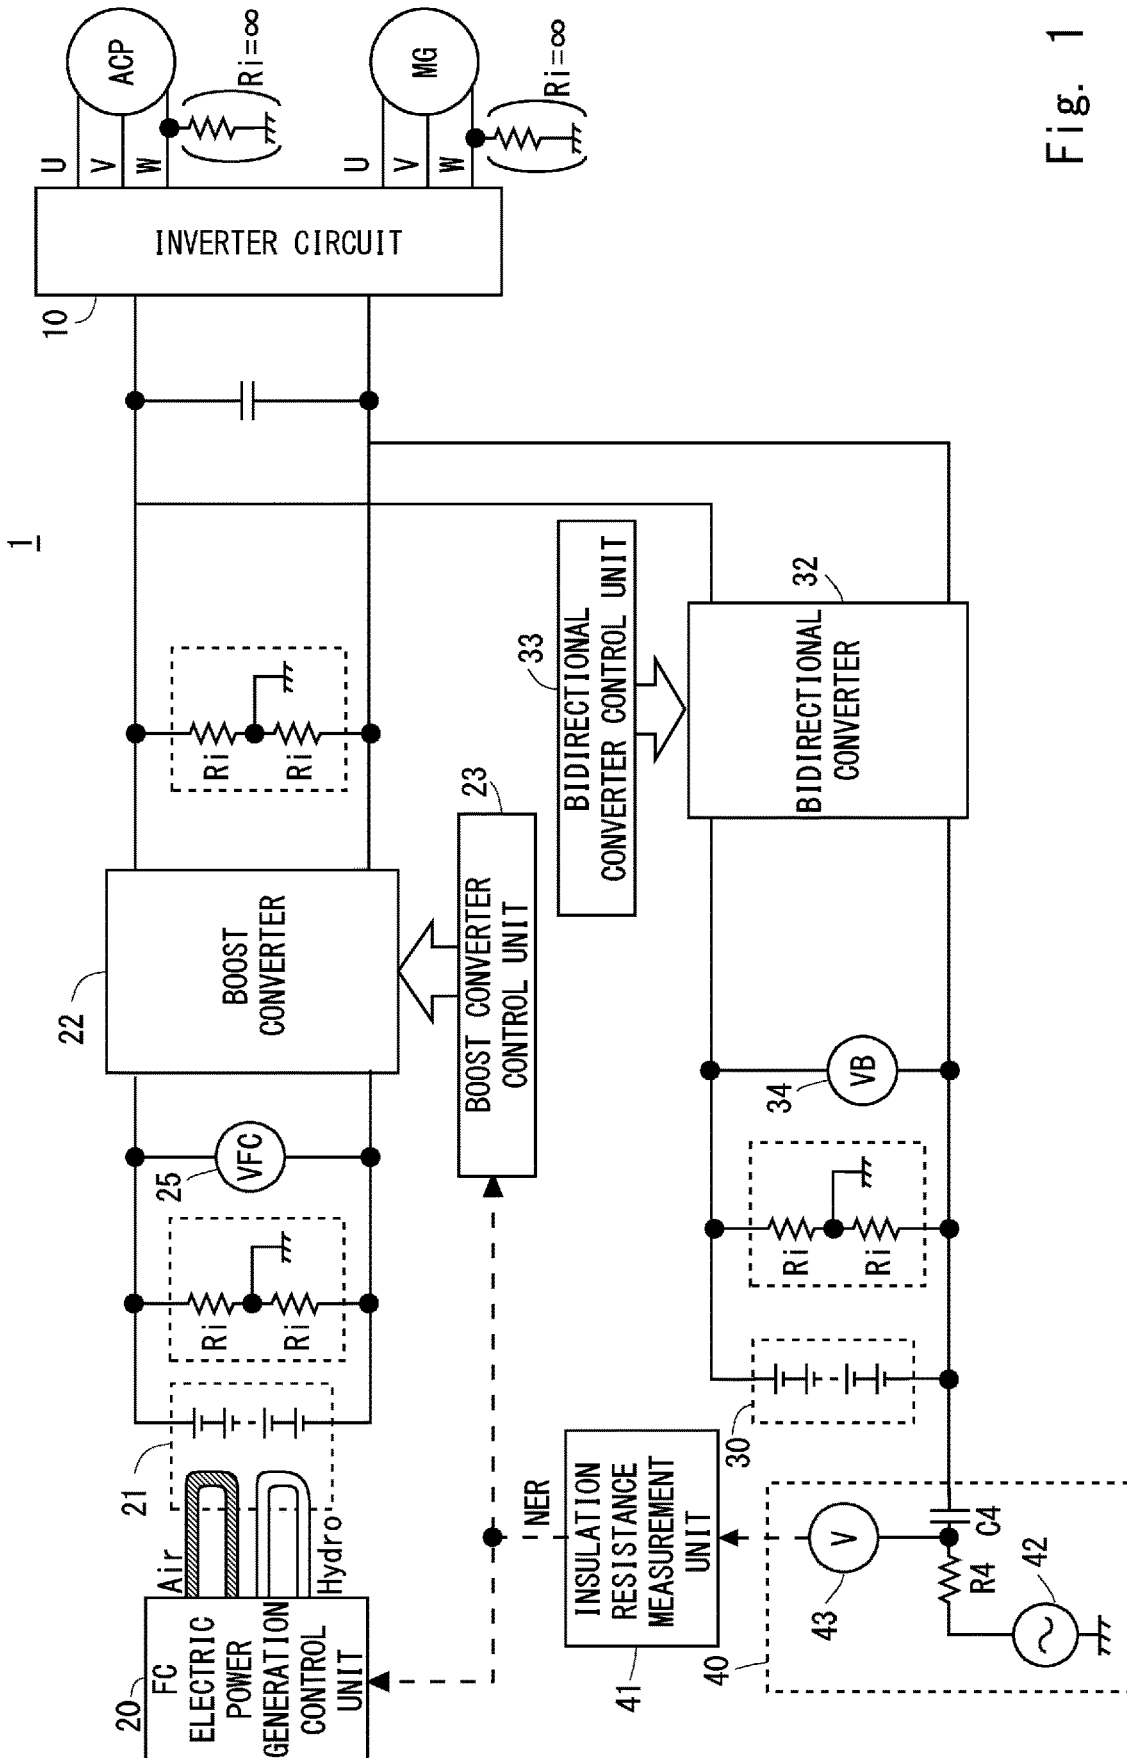 1
20
FC
ELECTRIC
POWER
GENERATION
CONTROL
UNIT
Air
Hydro
21
Ri
Ri
25
VFC
22
BOOST
CONVERTER
23
BOOST CONVERTER
CONTROL UNIT
Ri
Ri
10
INVERTER CIRCUIT
U
V
W
ACP
Ri=∞
U
V
W
MG
Ri=∞
NER
41
INSULATION
RESISTANCE
MEASUREMENT
UNIT
40
43
V
R4
C4
42
30
Ri
Ri
34
VB
33
BIDIRECTIONAL
CONVERTER CONTROL UNIT
32
BIDIRECTIONAL
CONVERTER
Fig. 1